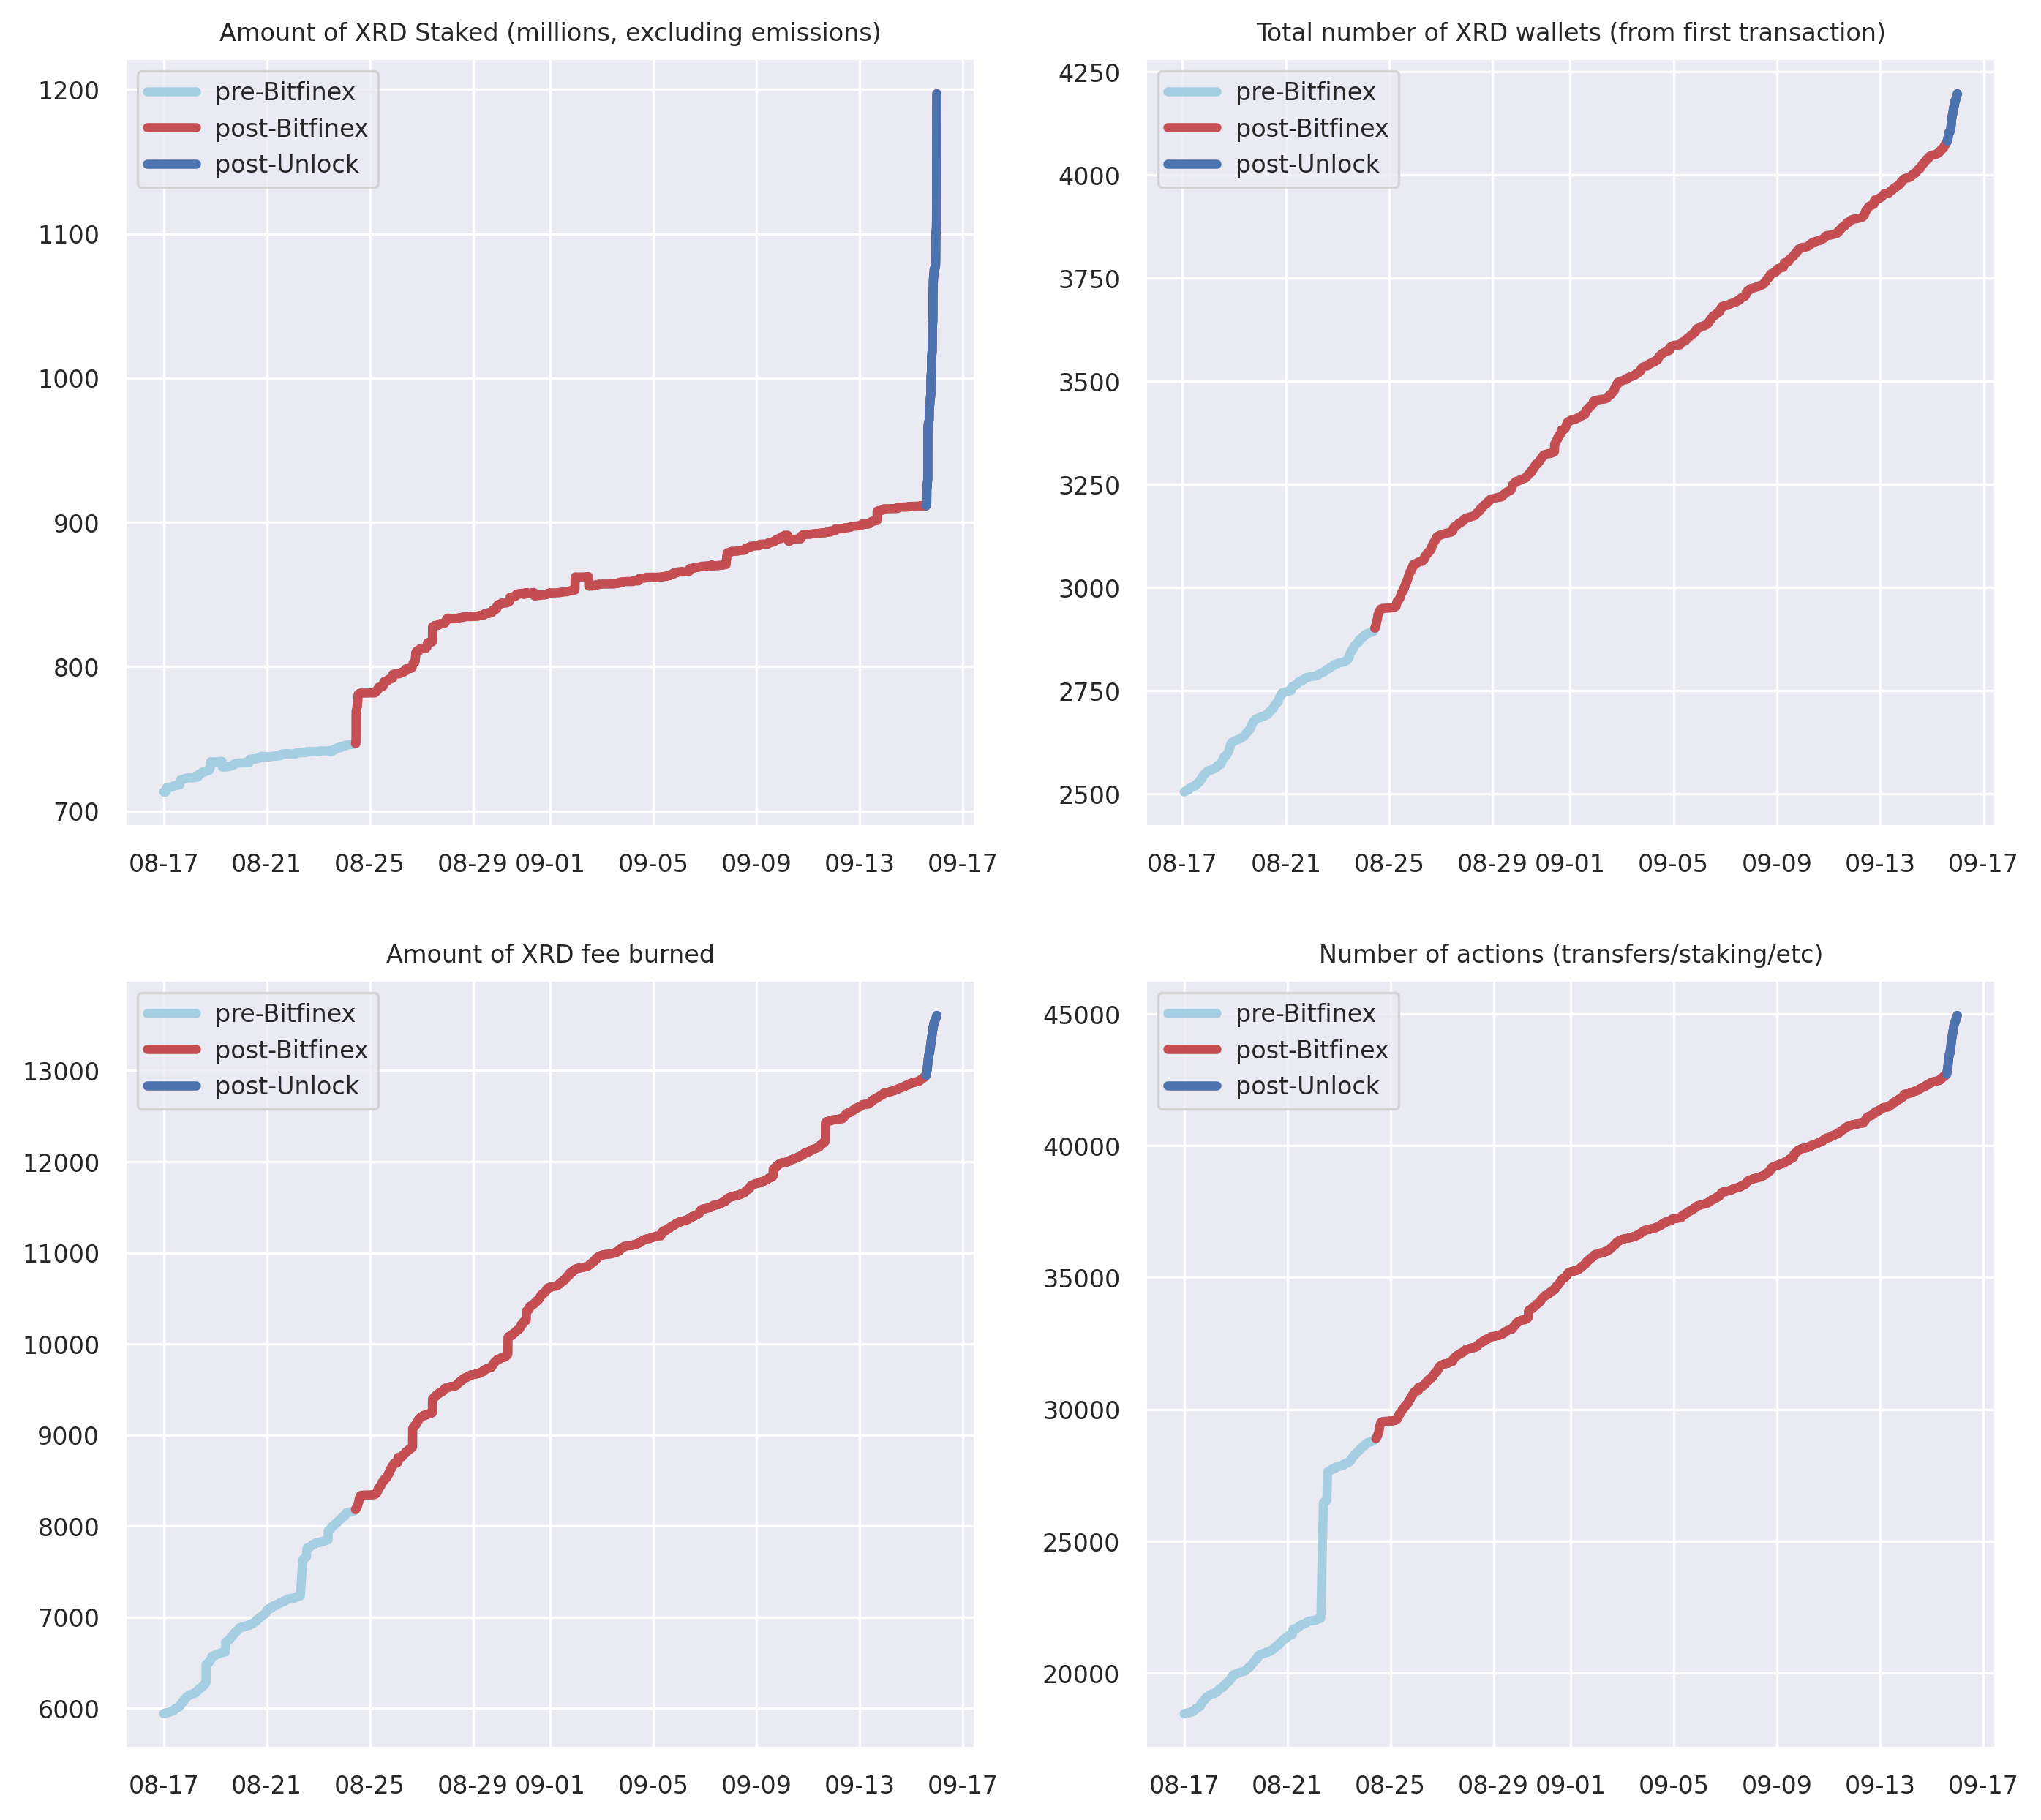 Amount of XRD Staked (millions, excluding emissions)
pre-Bitfinex
post-Bitfinex
post-Unlock
1200
1100
1000
900
800
700
08-17 08-21 08-25 08-29 09-01 09-05 09-09 09-13 09-17
Total number of XRD wallets (from first transaction)
pre-Bitfinex
post-Bitfinex
post-Unlock
4250
4000
3750
3500
3250
3000
2750
2500
08-17 08-21 08-25 08-29 09-01 09-05 09-09 09-13 09-17
Amount of XRD fee burned
pre-Bitfinex
post-Bitfinex
post-Unlock
13000
12000
11000
10000
9000
8000
7000
6000
08-17 08-21 08-25 08-29 09-01 09-05 09-09 09-13 09-17
Number of actions (transfers/staking/etc)
pre-Bitfinex
post-Bitfinex
post-Unlock
45000
40000
35000
30000
25000
20000
08-17 08-21 08-25 08-29 09-01 09-05 09-09 09-13 09-17